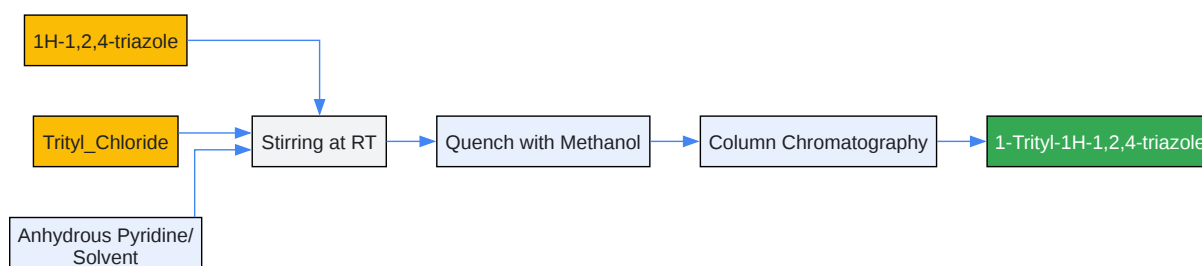 1H-1,2,4-triazole
Trityl_Chloride
Stirring at RT
Quench with Methanol
Column Chromatography
1-Trityl-1H-1,2,4-triazole
Anhydrous Pyridine/
Solvent